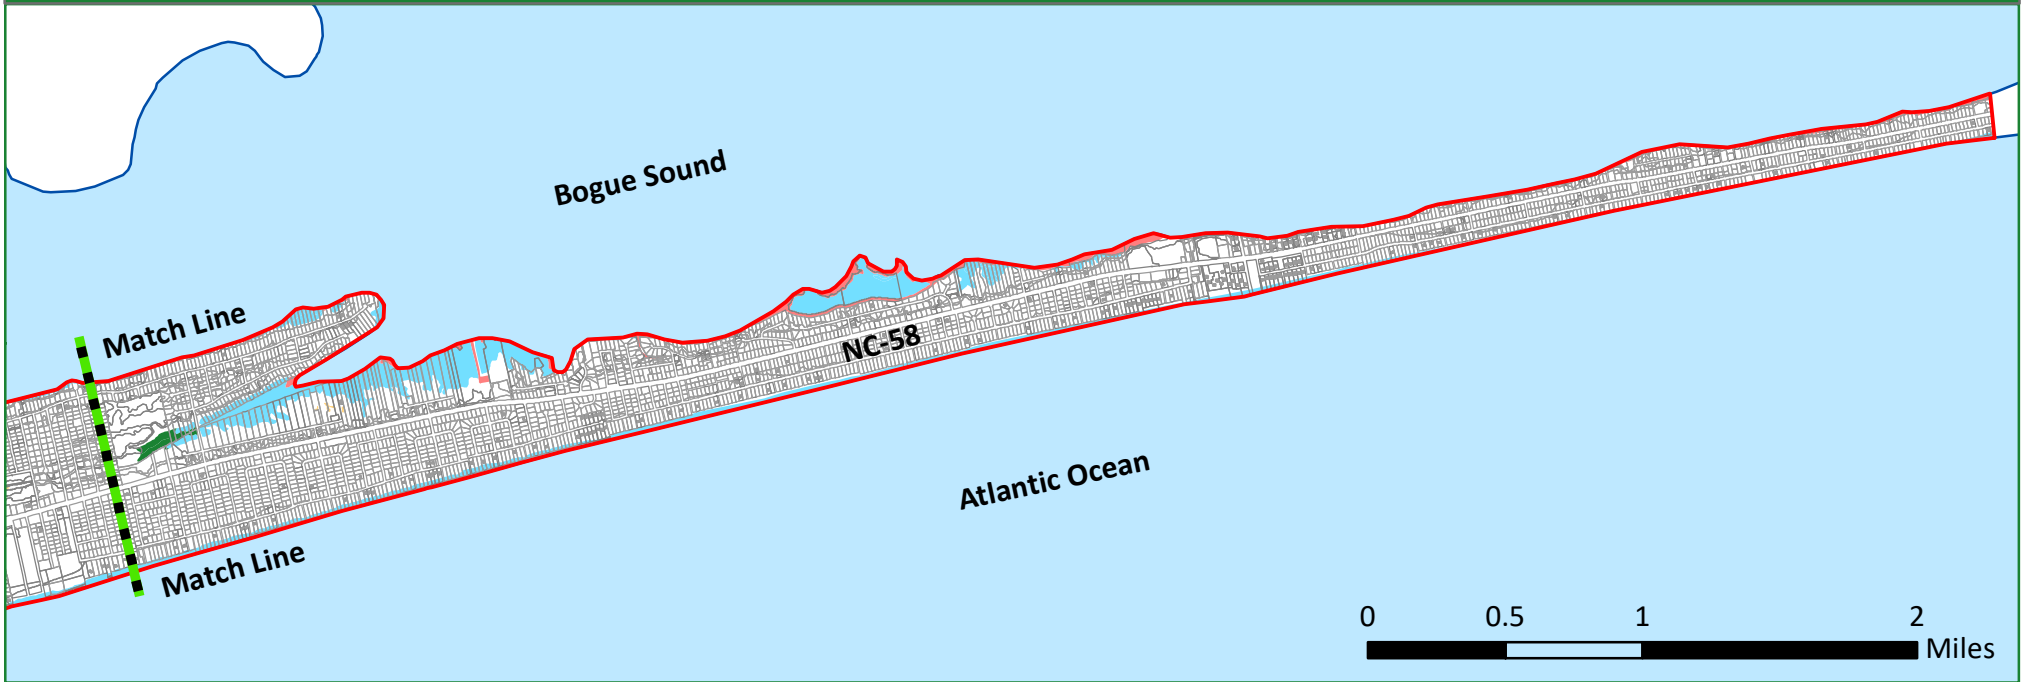 Bogue Sound
Match Line
NC-58
Atlantic Ocean
Match Line
0 0.5 1 2
Miles